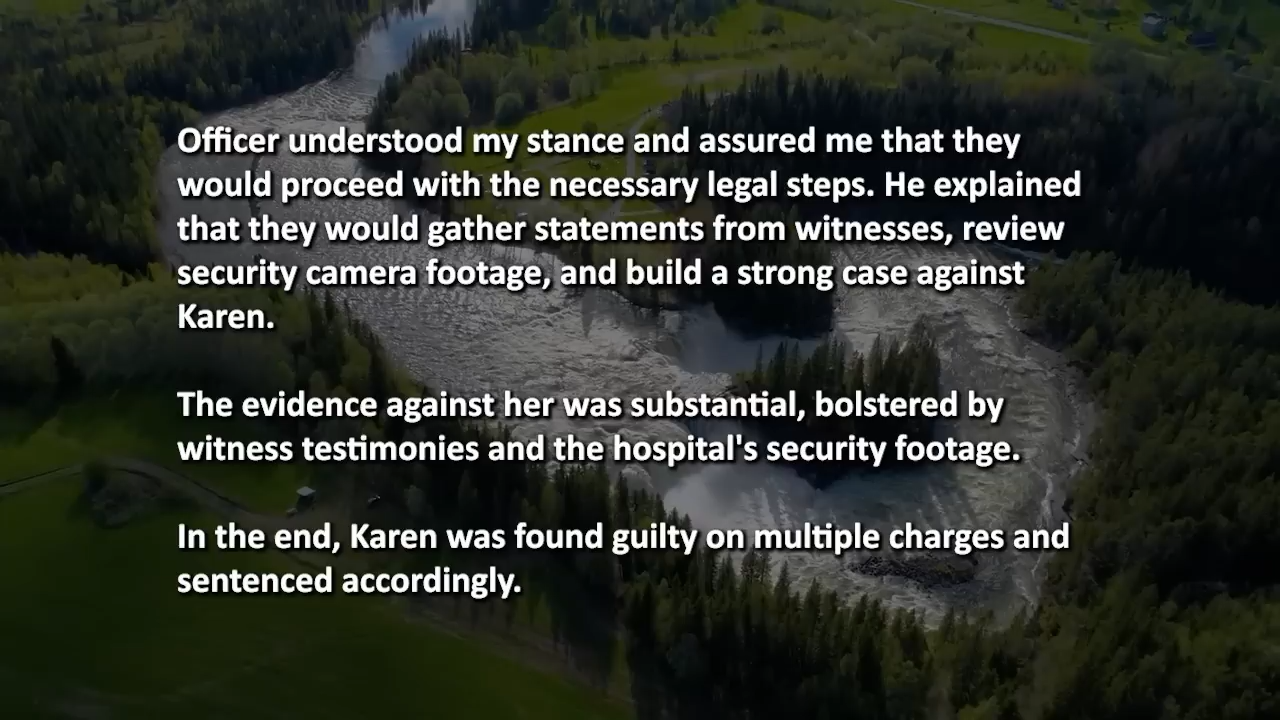 Officer understood my stance and assured me that they
would proceed with the necessary legal steps. He explained
that they would gather statements from witnesses, review
security camera footage, and build a strong case against
Karen.
The evidence against her was substantial, bolstered by
witness testimonies and the hospital's security footage.
In the end, Karen was found guilty on multiple charges and
sentenced accordingly.